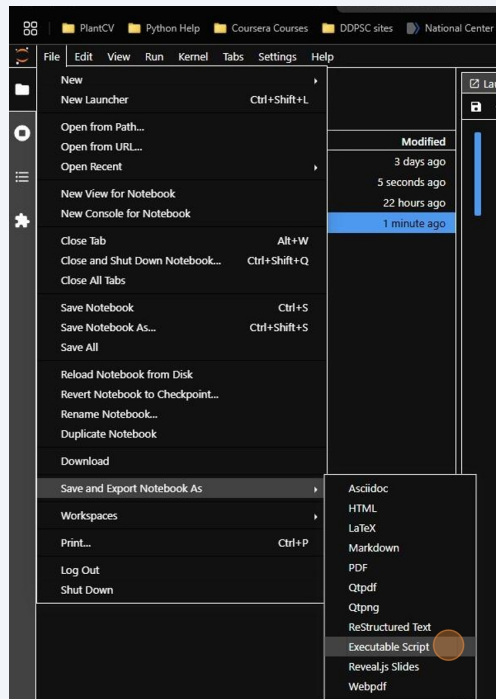 PlantCV Python Help Coursera Courses DDPSC sites National Center
File Edit View Run Kernel Tabs Settings Help
New
New Launcher Ctrl+Shift+L
Open from Path...
Open from URL...
Open Recent
New View for Notebook
New Console for Notebook
Close Tab Alt+W
Close and Shut Down Notebook... Ctrl+Shift+Q
Close All Tabs
Save Notebook Ctrl+S
Save Notebook As... Ctrl+Shift+S
Save All
Reload Notebook from Disk
Revert Notebook to Checkpoint...
Rename Notebook...
Duplicate Notebook
Download
Save and Export Notebook As
Workspaces
Print... Ctrl+P
Log Out
Shut Down
Modified
3 days ago
5 seconds ago
22 hours ago
1 minute ago
Asciidoc
HTML
LaTeX
Markdown
PDF
Qtpdf
Qtpng
ReStructured Text
Executable Script
Reveal.js Slides
Webpdf
Lau